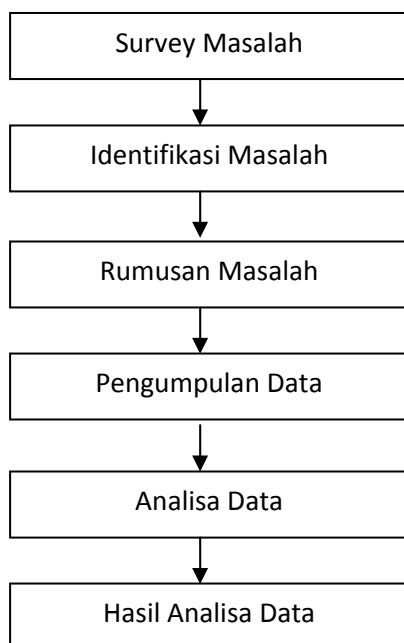 Survey Masalah
Identifikasi Masalah
Rumusan Masalah
Pengumpulan Data
Analisa Data
Hasil Analisa Data